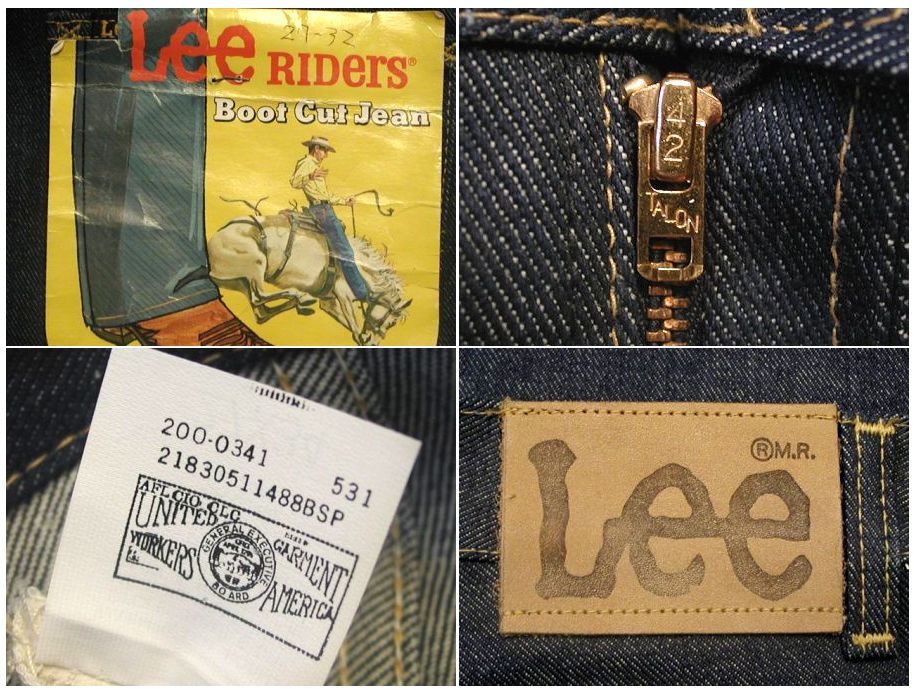 27-32
Lee
RIDERS®
Boot Cut Jean
42
TALON
200-0341
531
21830511488BSP
AFL CIO CLC
UNITED
GARMENT
WORKERS
AMERICA
GENERAL EXECUTIVE
BOARD
®M.R.
Lee